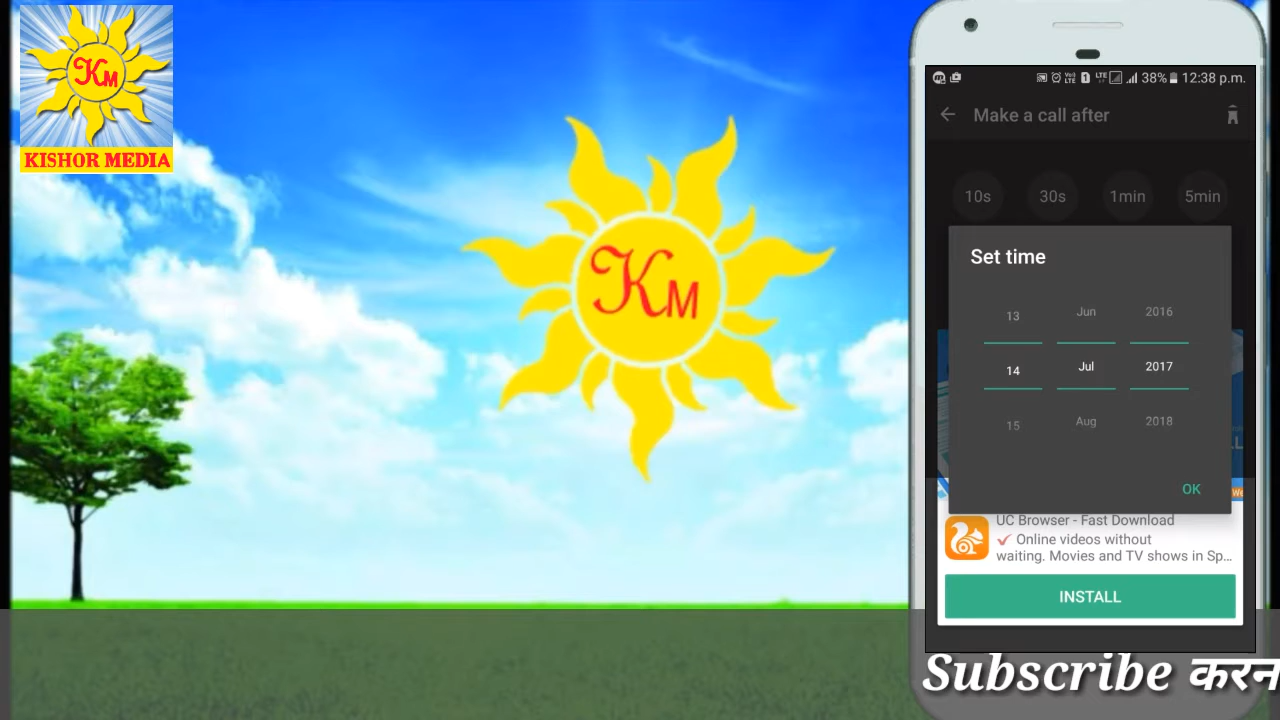 KM
KISHOR MEDIA
KM
LTE
LTE
38%
12:38 p.m.
Make a call after
10s
30s
1min
5min
Set time
13
Jun
2016
14
Jul
2017
15
Aug
2018
OK
UC Browser - Fast Download
✓ Online videos without
waiting. Movies and TV shows in Sp...
INSTALL
Subscribe करन